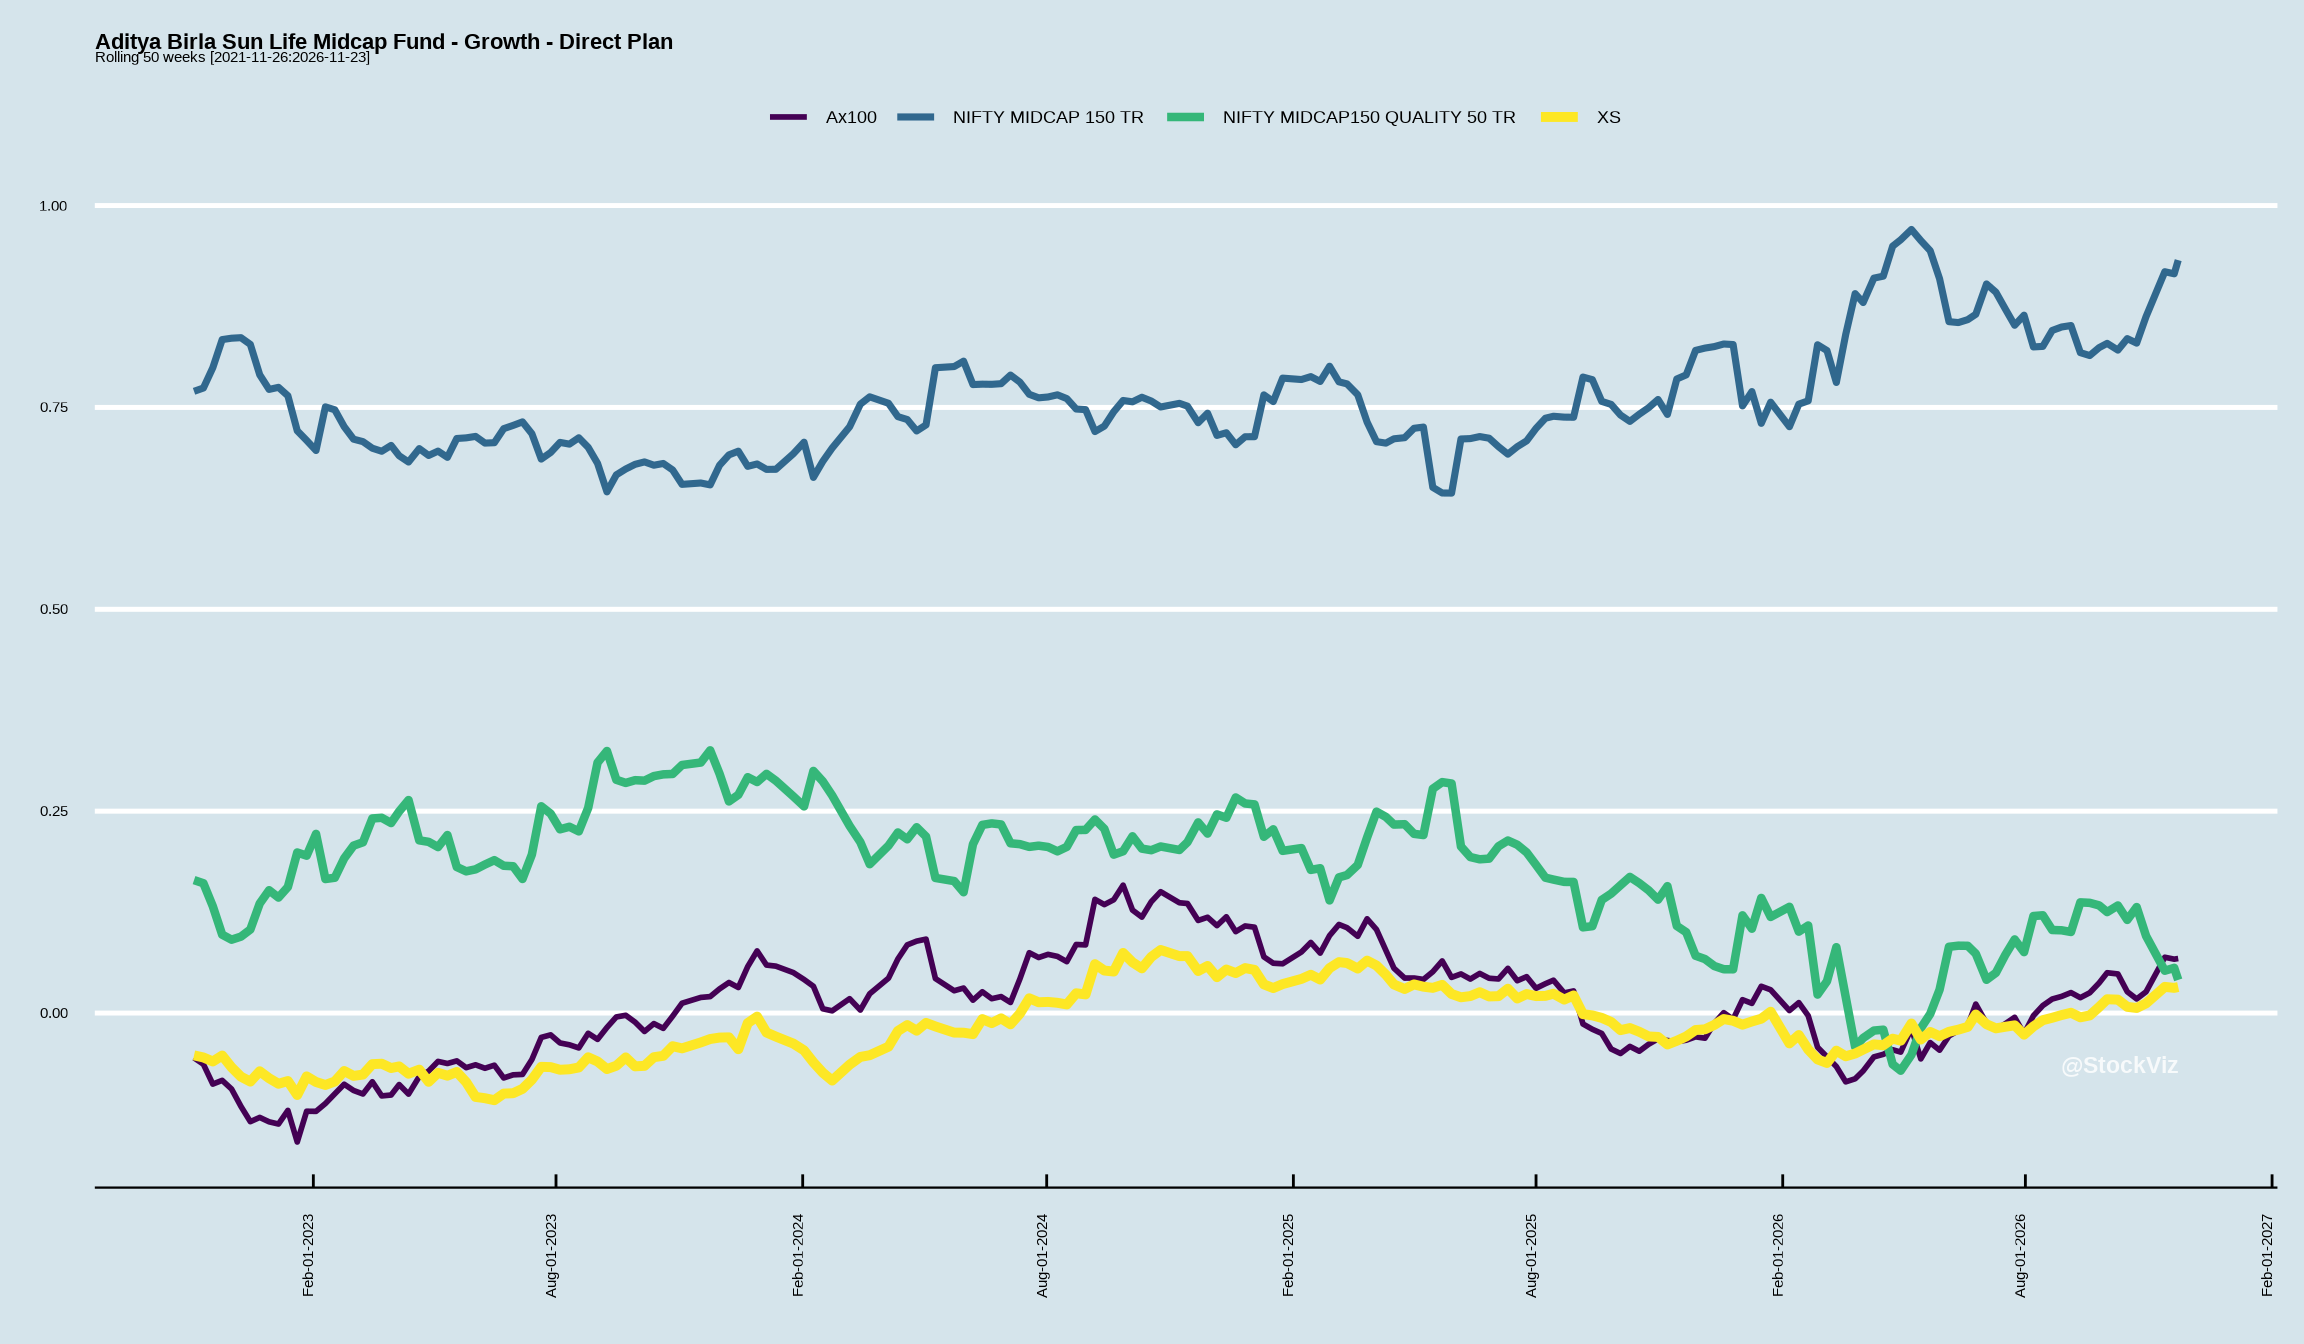 Aditya Birla Sun Life Midcap Fund - Growth - Direct Plan
Rolling 50 weeks [2021-11-26:2026-11-23]
Ax100 NIFTY MIDCAP 150 TR NIFTY MIDCAP150 QUALITY 50 TR XS
1.00
0.75
0.50
0.25
0.00
@StockViz
Feb-01-2023
Aug-01-2023
Feb-01-2024
Aug-01-2024
Feb-01-2025
Aug-01-2025
Feb-01-2026
Aug-01-2026
Feb-01-2027